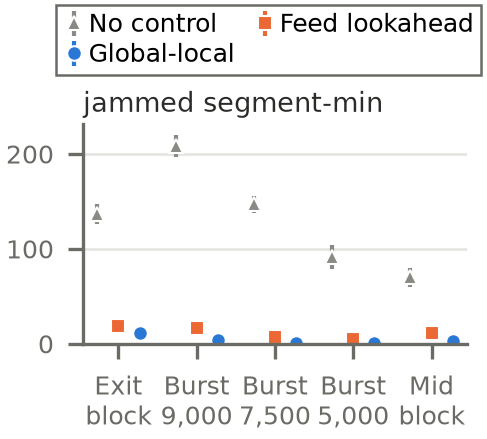 No control
Feed lookahead
Global-local
jammed segment-min
200
100
0
Exit block
Burst 9,000
Burst 7,500
Burst 5,000
Mid block